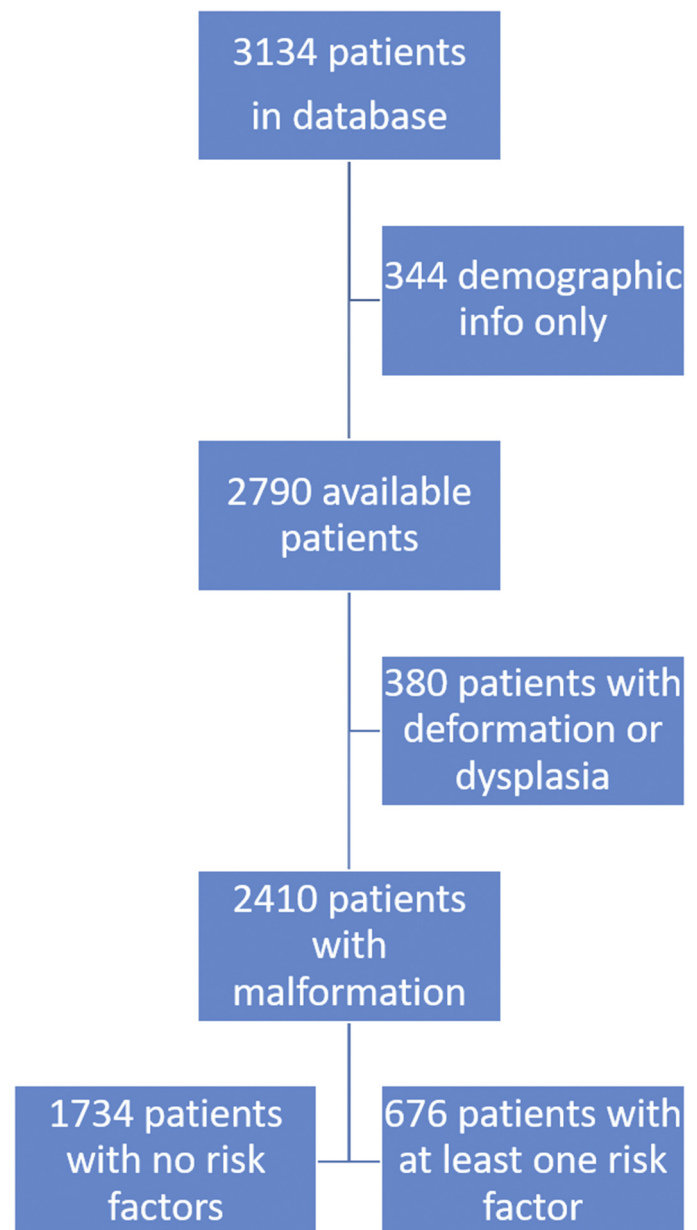 3134 patients
in database
344 demographic
info only
2790 available
patients
380 patients with
deformation or
dysplasia
2410 patients
with
malformation
1734 patients
with no risk
factors
676 patients with
at least one risk
factor